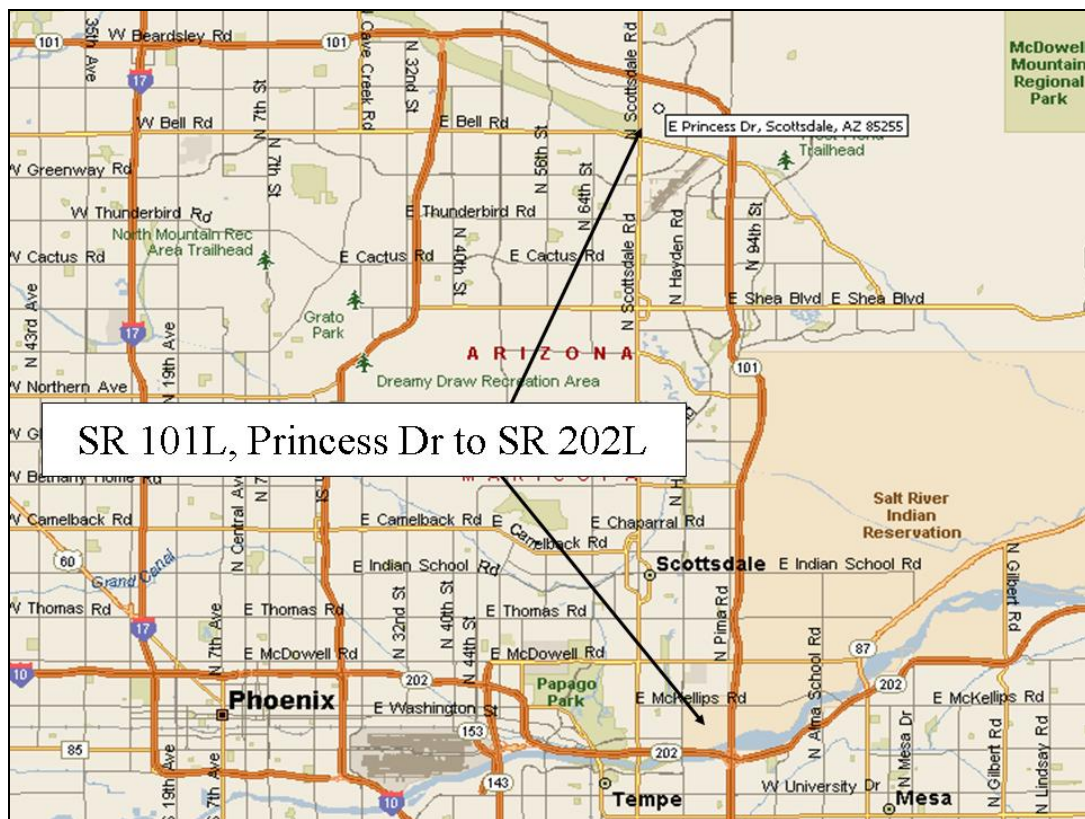 101
W Beardsley Rd
101
35th Ave
17
N Cave Creek Rd
N 32nd St
101
N Scottsdale Rd
McDowell
Mountain
Regional
Park
N 7th St
N 7th St
W Bell Rd
E Bell Rd
N 56th St
E Princess Dr, Scottsdale, AZ 85255
Trailhead
W Greenway Rd
N 64th St
W Thunderbird Rd
E Thunderbird Rd
North Mountain Rec
Area Trailhead
W Cactus Rd
E Cactus Rd
N 40th St
E Cactus Rd
N Scottsdale Rd
N Hayden Rd
N 94th St
E Shea Blvd
E Shea Blvd
N 43rd Ave
17
N 19th Ave
Grato
Park
ARIZONA
101
W Northern Ave
Dreamy Draw Recreation Area
SR 101L, Princess Dr to SR 202L
W Bethany Home Rd
MARICOPA
Salt River
Indian
Reservation
W Camelback Rd
N Central Ave
E Camelback Rd
E Camelback Rd
E Chaparral Rd
60
Grand Canal
E Indian School Rd
Scottsdale
E Indian School Rd
N Gilbert Rd
W Thomas Rd
E Thomas Rd
N 32nd St
N 40th St
N 44th St
E Thomas Rd
N Pima Rd
17
N 7th Ave
E McDowell Rd
E McDowell Rd
N Alma School Rd
87
10
202
202
Phoenix
E Washington St
Papago
Park
E McKellips Rd
E McKellips Rd
153
202
85
143
N Mesa Dr
N Gilbert Rd
N Lindsay Rd
S 19th Ave
S 7th Ave
10
Tempe
W University Dr
Mesa